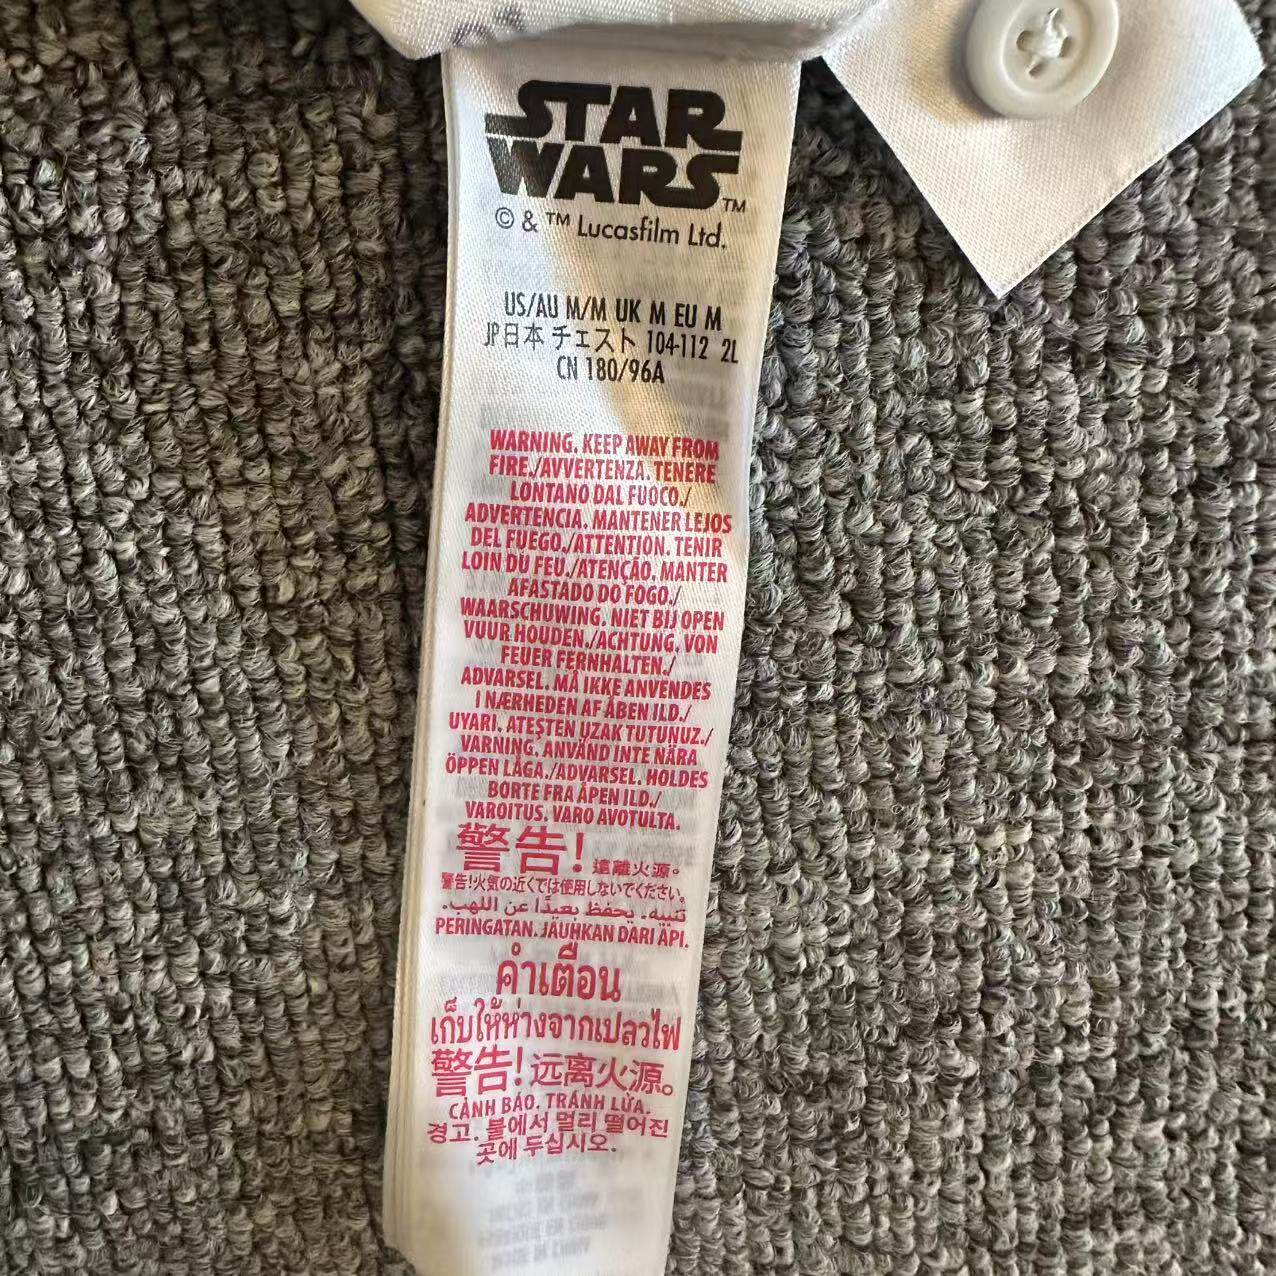 STAR
WARS™
© & ™ Lucasfilm Ltd.
US/AU M/M UK M EU M
JP日本 チェスト 104-112 2L
CN 180/96A
WARNING. KEEP AWAY FROM
FIRE./AVVERTENZA. TENERE
LONTANO DAL FUOCO./
ADVERTENCIA. MANTENER LEJOS
DEL FUEGO./ATTENTION. TENIR
LOIN DU FEU./ATENÇÃO. MANTER
AFASTADO DO FOGO./
WAARSCHUWING. NIET BIJ OPEN
VUUR HOUDEN./ACHTUNG. VON
FEUER FERNHALTEN./
ADVARSEL. MÅ IKKE ANVENDES
I NÆRHEDEN AF ÅBEN ILD./
UYARI. ATEŞTEN UZAK TUTUNUZ./
VARNING. ANVÄND INTE NÄRA
ÖPPEN LÅGA./ADVARSEL. HOLDES
BORTE FRA ÅPEN ILD./
VAROITUS. VARO AVOTULTA.
警告! 遠離火源。
警告!火気の近くでは使用しないでください。
تنبيه. يحفظ بعيدًا عن اللهب.
PERINGATAN. JAUHKAN DARI API.
คำเตือน
เก็บให้ห่างจากเปลวไฟ
警告! 远离火源。
CẢNH BÁO. TRÁNH LỬA.
경고. 불에서 멀리 떨어진
곳에 두십시오.